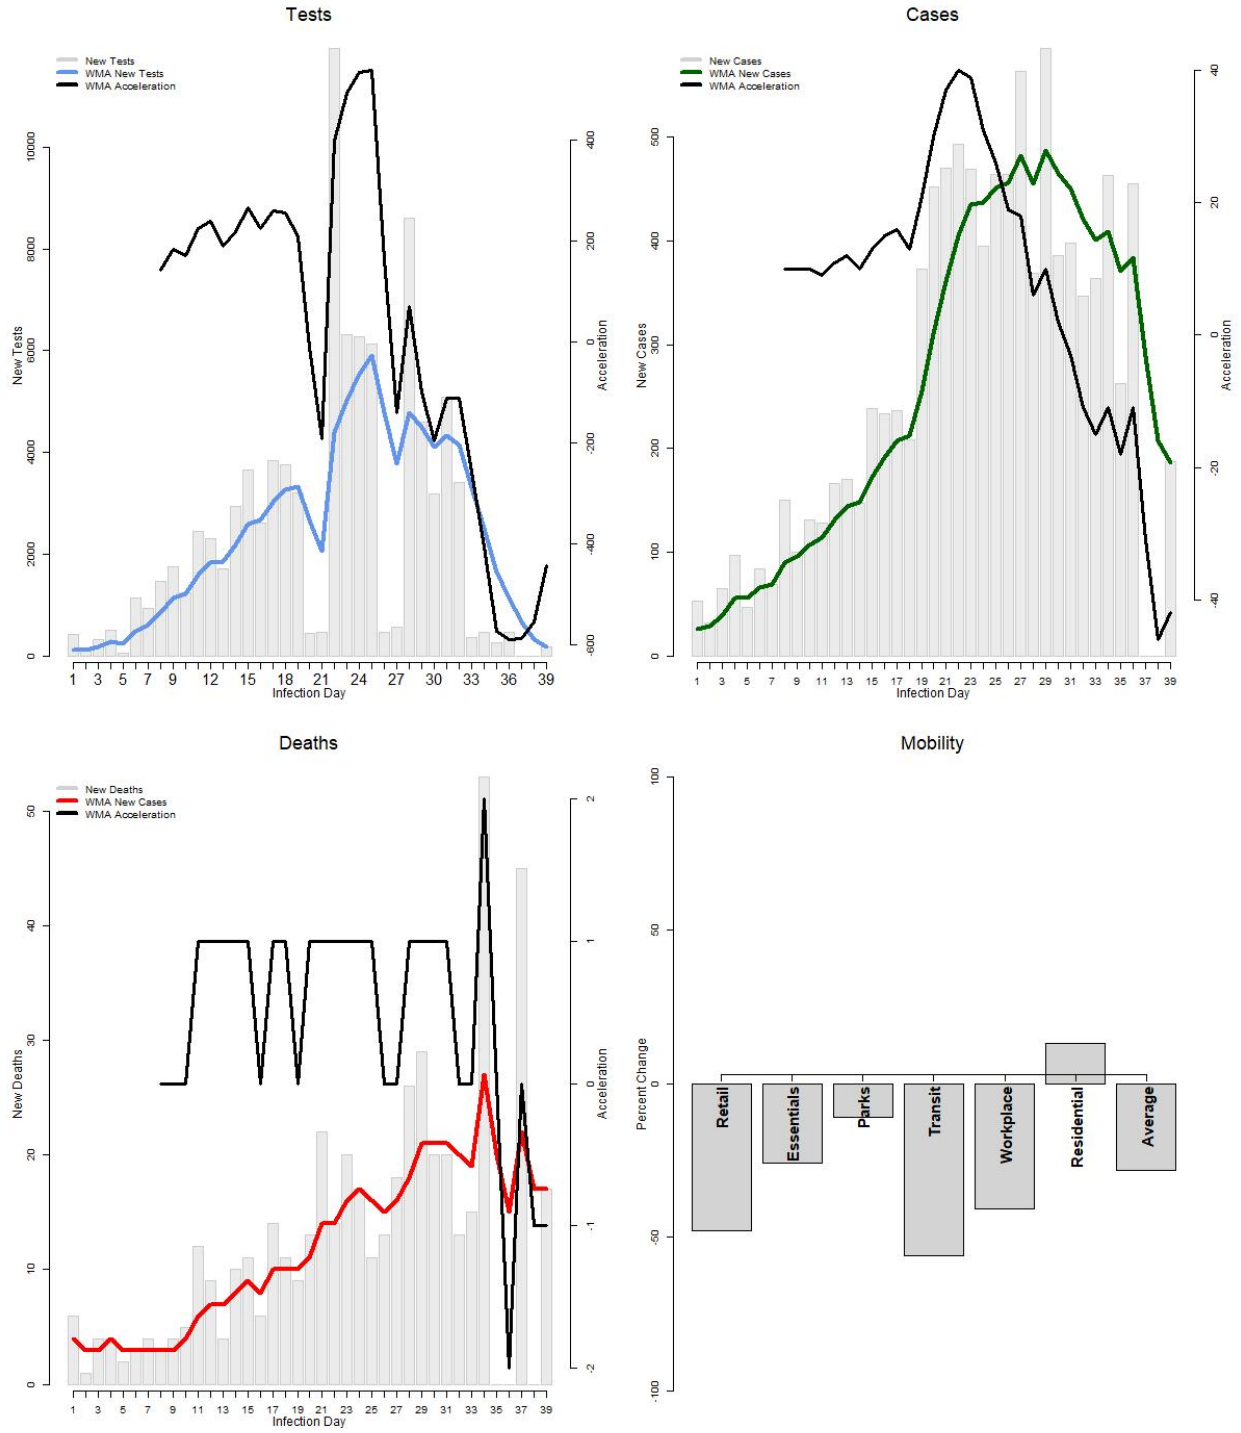 Tests
New Tests
WMA New Tests
WMA Acceleration
New Tests
0 2000 4000 6000 8000 10000
Acceleration
-600 -400 -200 0 200 400
1 3 5 7 9 12 15 18 21 24 27 30 33 36 39
Infection Day
Cases
New Cases
WMA New Cases
WMA Acceleration
New Cases
0 100 200 300 400 500
Acceleration
-40 -20 0 20 40
1 3 5 7 9 11 13 15 17 19 21 23 25 27 29 31 33 35 37 39
Infection Day
Deaths
New Deaths
WMA New Cases
WMA Acceleration
New Deaths
0 10 20 30 40 50
Acceleration
-2 -1 0 1 2
1 3 5 7 9 11 13 15 17 19 21 23 25 27 29 31 33 35 37 39
Infection Day
Mobility
Percent Change
-100 -50 0 50 100
Retail
Essentials
Parks
Transit
Workplace
Residential
Average